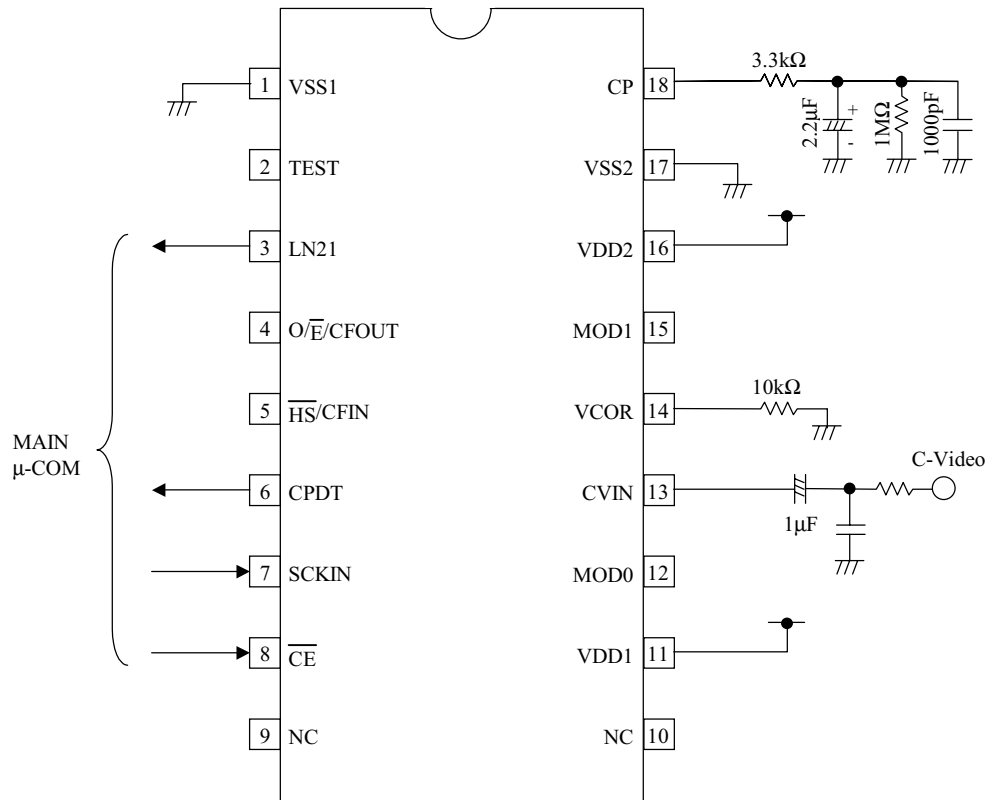 1 VSS1
2 TEST
3 LN21
4 O/E̅/CFOUT
5 H̅S̅/CFIN
6 CPDT
7 SCKIN
8 C̅E̅
9 NC
MAIN
μ-COM
CP 18
VSS2 17
VDD2 16
MOD1 15
VCOR 14
CVIN 13
MOD0 12
VDD1 11
NC 10
3.3kΩ
2.2μF
+
-
1MΩ
1000pF
10kΩ
C-Video
1μF